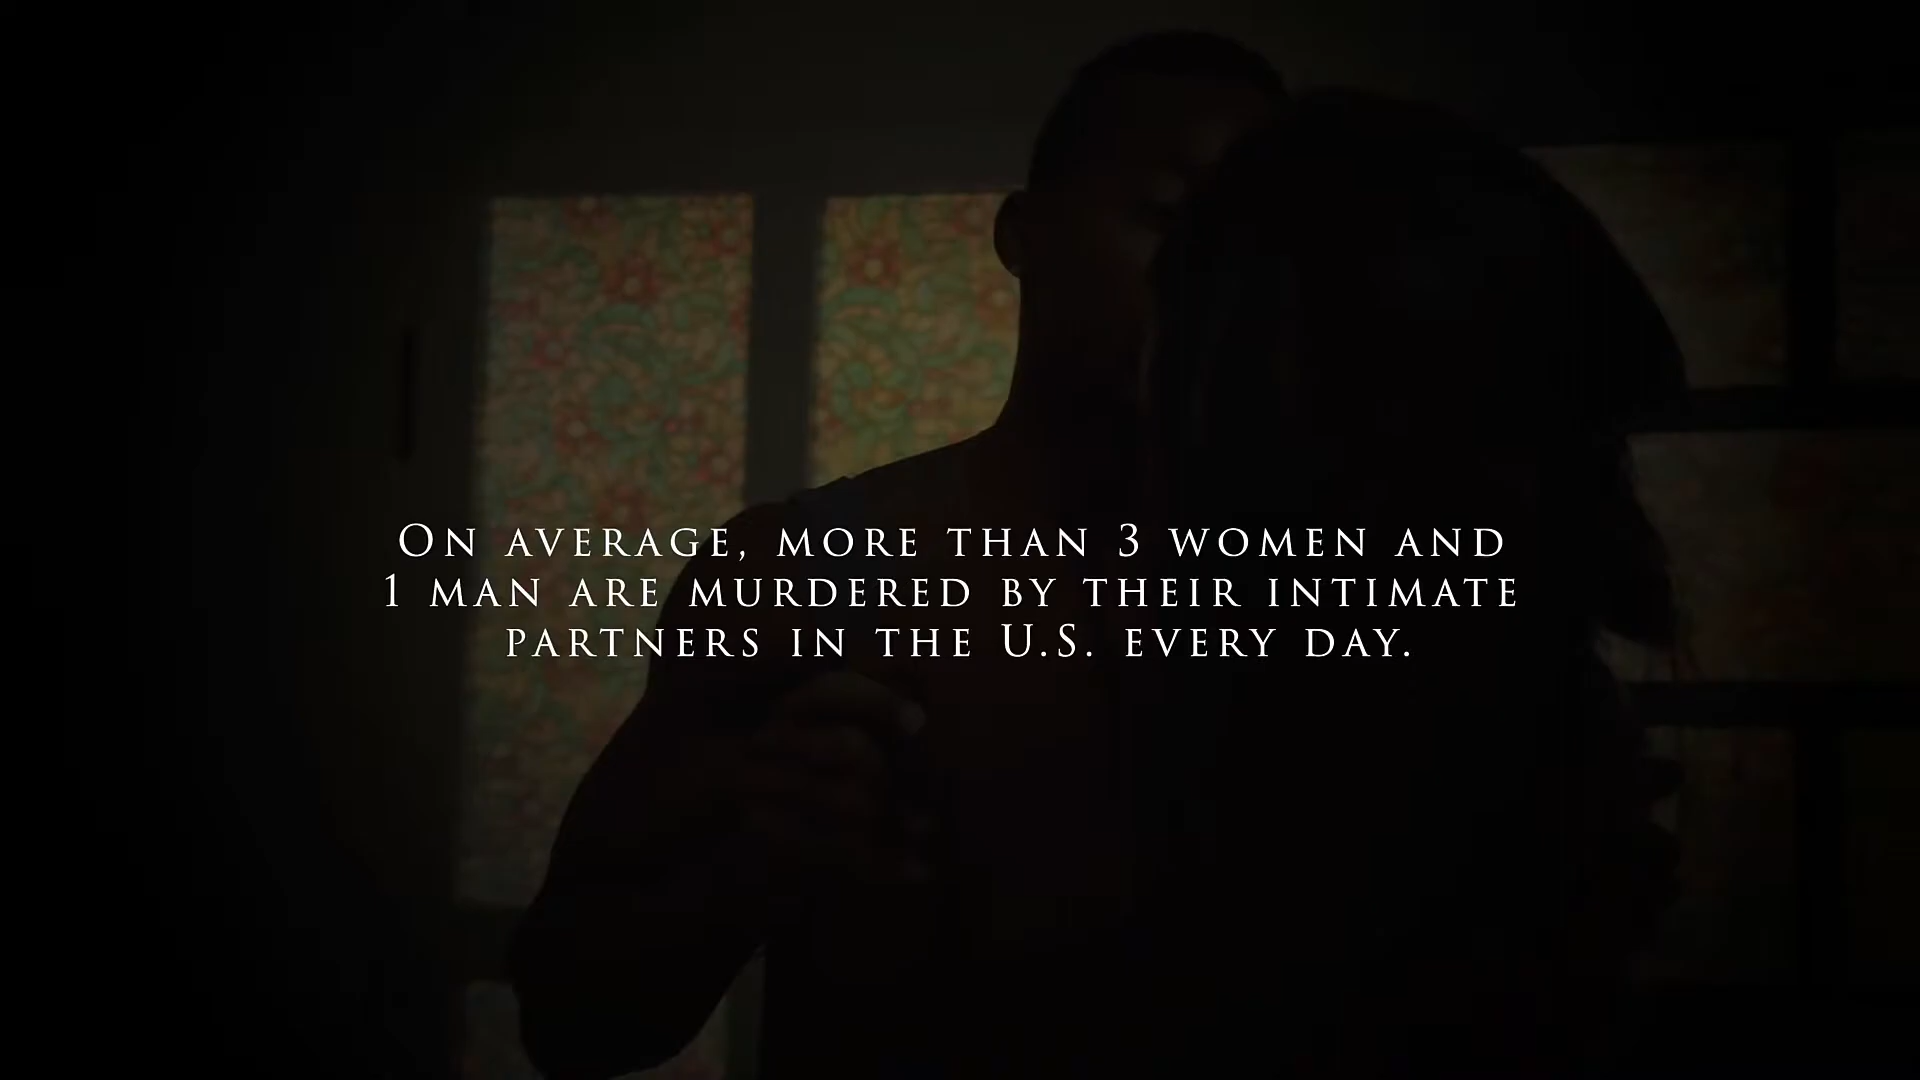 On average, more than 3 women and
1 man are murdered by their intimate
partners in the U.S. every day.